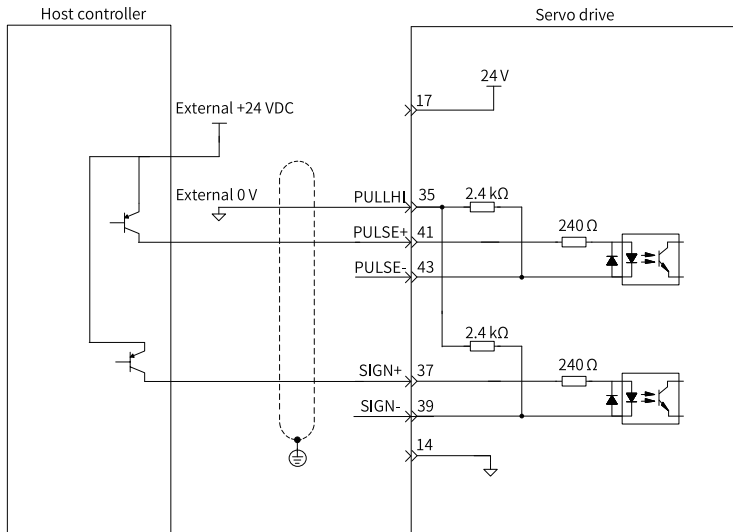 Host controller
Servo drive
24 V
17
External +24 VDC
External 0 V
PULLHI
35
2.4 kΩ
PULSE+
41
240 Ω
PULSE-
43
2.4 kΩ
SIGN+
37
240 Ω
SIGN-
39
14